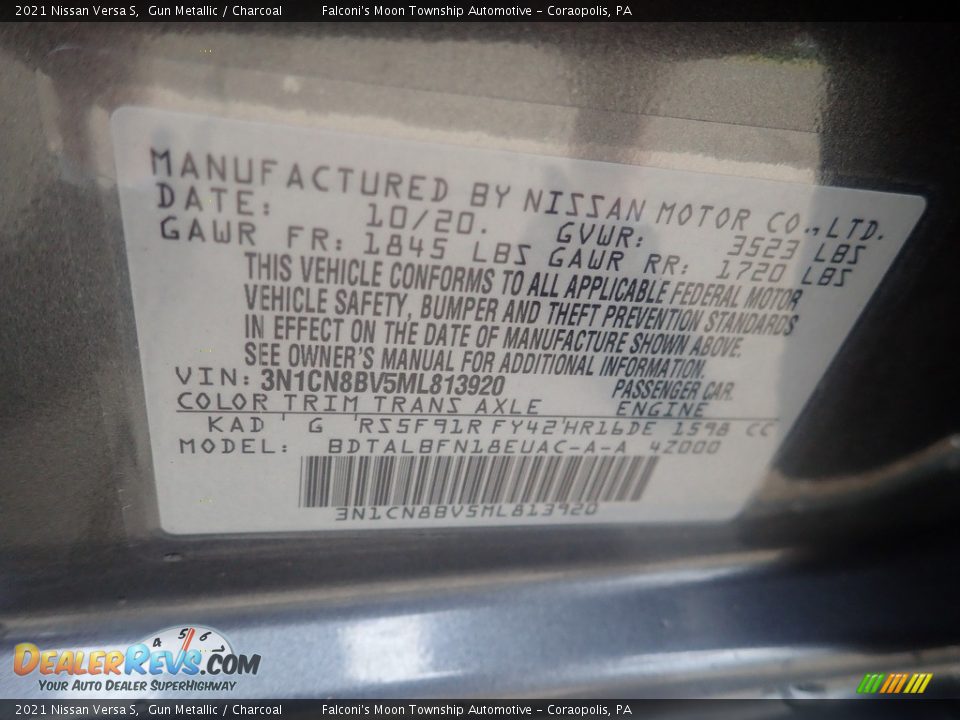 2021 Nissan Versa S,  Gun Metallic / Charcoal    Falconi's Moon Township Automotive - Coraopolis, PA
MANUFACTURED BY NISSAN MOTOR CO., LTD.
DATE: 10/20. GVWR: 3523 LBS
GAWR FR: 1845 LBS GAWR RR: 1720 LBS
THIS VEHICLE CONFORMS TO ALL APPLICABLE FEDERAL MOTOR
VEHICLE SAFETY, BUMPER AND THEFT PREVENTION STANDARDS
IN EFFECT ON THE DATE OF MANUFACTURE SHOWN ABOVE.
SEE OWNER'S MANUAL FOR ADDITIONAL INFORMATION.
VIN: 3N1CN8BV5ML813920 PASSENGER CAR.
COLOR TRIM TRANS AXLE ENGINE
KAD ' G 'RS5F91R FY42'HR16DE 1598 CC
MODEL: BDTALBFN18EUAC-A-A 4Z000
3N1CN8BV5ML813920
4 5 6
DEALERREVS.COM
YOUR AUTO DEALER SUPERHIGHWAY
2021 Nissan Versa S,  Gun Metallic / Charcoal    Falconi's Moon Township Automotive - Coraopolis, PA